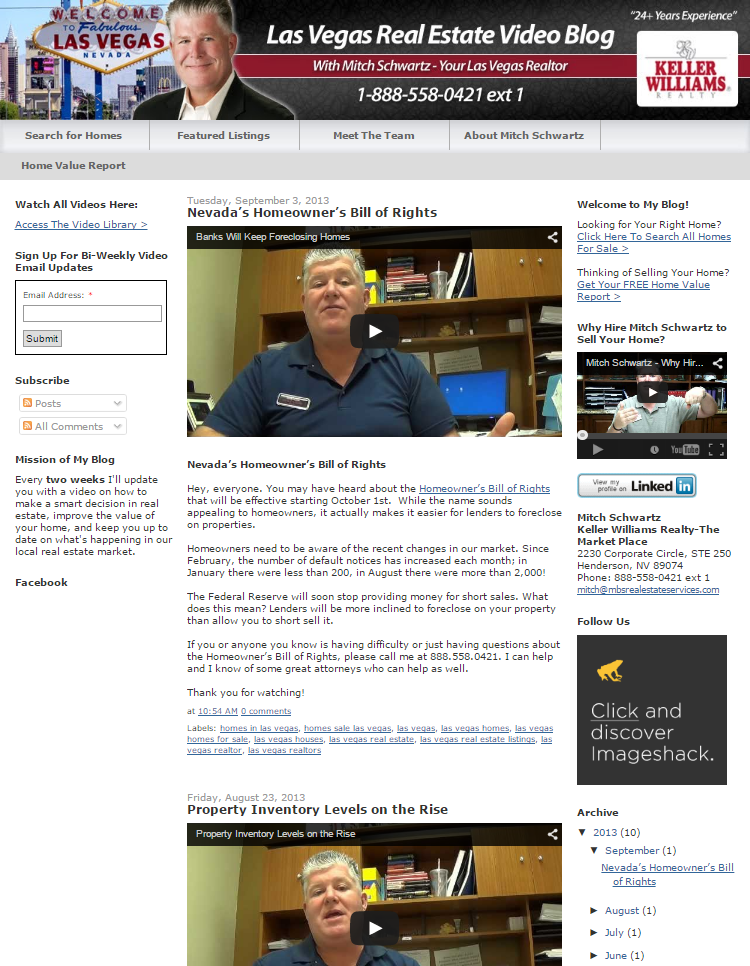 WELCOME
TO Fabulous
LAS VEGAS
NEVADA
"24+ Years Experience"
Las Vegas Real Estate Video Blog
With Mitch Schwartz - Your Las Vegas Realtor
1-888-558-0421 ext 1
KELLER
WILLIAMS
REALTY
Search for Homes
Featured Listings
Meet The Team
About Mitch Schwartz
Home Value Report
Watch All Videos Here:
Access The Video Library >
Sign Up For Bi-Weekly Video
Email Updates
Email Address: *
Submit
Subscribe
Posts
All Comments
Mission of My Blog
Every two weeks I'll update
you with a video on how to
make a smart decision in real
estate, improve the value of
your home, and keep you up to
date on what's happening in our
local real estate market.
Facebook
Tuesday, September 3, 2013
Nevada's Homeowner's Bill of Rights
Banks Will Keep Foreclosing Homes
Nevada's Homeowner's Bill of Rights
Hey, everyone. You may have heard about the Homeowner's Bill of Rights
that will be effective starting October 1st.  While the name sounds
appealing to homeowners, it actually makes it easier for lenders to foreclose
on properties.
Homeowners need to be aware of the recent changes in our market. Since
February, the number of default notices has increased each month; in
January there were less than 200, in August there were more than 2,000!
The Federal Reserve will soon stop providing money for short sales. What
does this mean? Lenders will be more inclined to foreclose on your property
than allow you to short sell it.
If you or anyone you know is having difficulty or just having questions about
the Homeowner's Bill of Rights, please call me at 888.558.0421. I can help
and I know of some great attorneys who can help as well.
Thank you for watching!
at 10:54 AM 0 comments
Labels: homes in las vegas, homes sale las vegas, las vegas, las vegas homes, las vegas
homes for sale, las vegas houses, las vegas real estate, las vegas real estate listings, las
vegas realtor, las vegas realtors
Friday, August 23, 2013
Property Inventory Levels on the Rise
Property Inventory Levels on the Rise
Welcome to My Blog!
Looking for Your Right Home?
Click Here To Search All Homes
For Sale >
Thinking of Selling Your Home?
Get Your FREE Home Value
Report >
Why Hire Mitch Schwartz to
Sell Your Home?
Mitch Schwartz - Why Hir...
YouTube
View my
profile on
Linked in
Mitch Schwartz
Keller Williams Realty-The
Market Place
2230 Corporate Circle, STE 250
Henderson, NV 89074
Phone: 888-558-0421 ext 1
mitch@mbsrealestateservices.com
Follow Us
Click and
discover
Imageshack.
Archive
▼ 2013 (10)
▼ September (1)
Nevada's Homeowner's Bill
of Rights
► August (1)
► July (1)
► June (1)